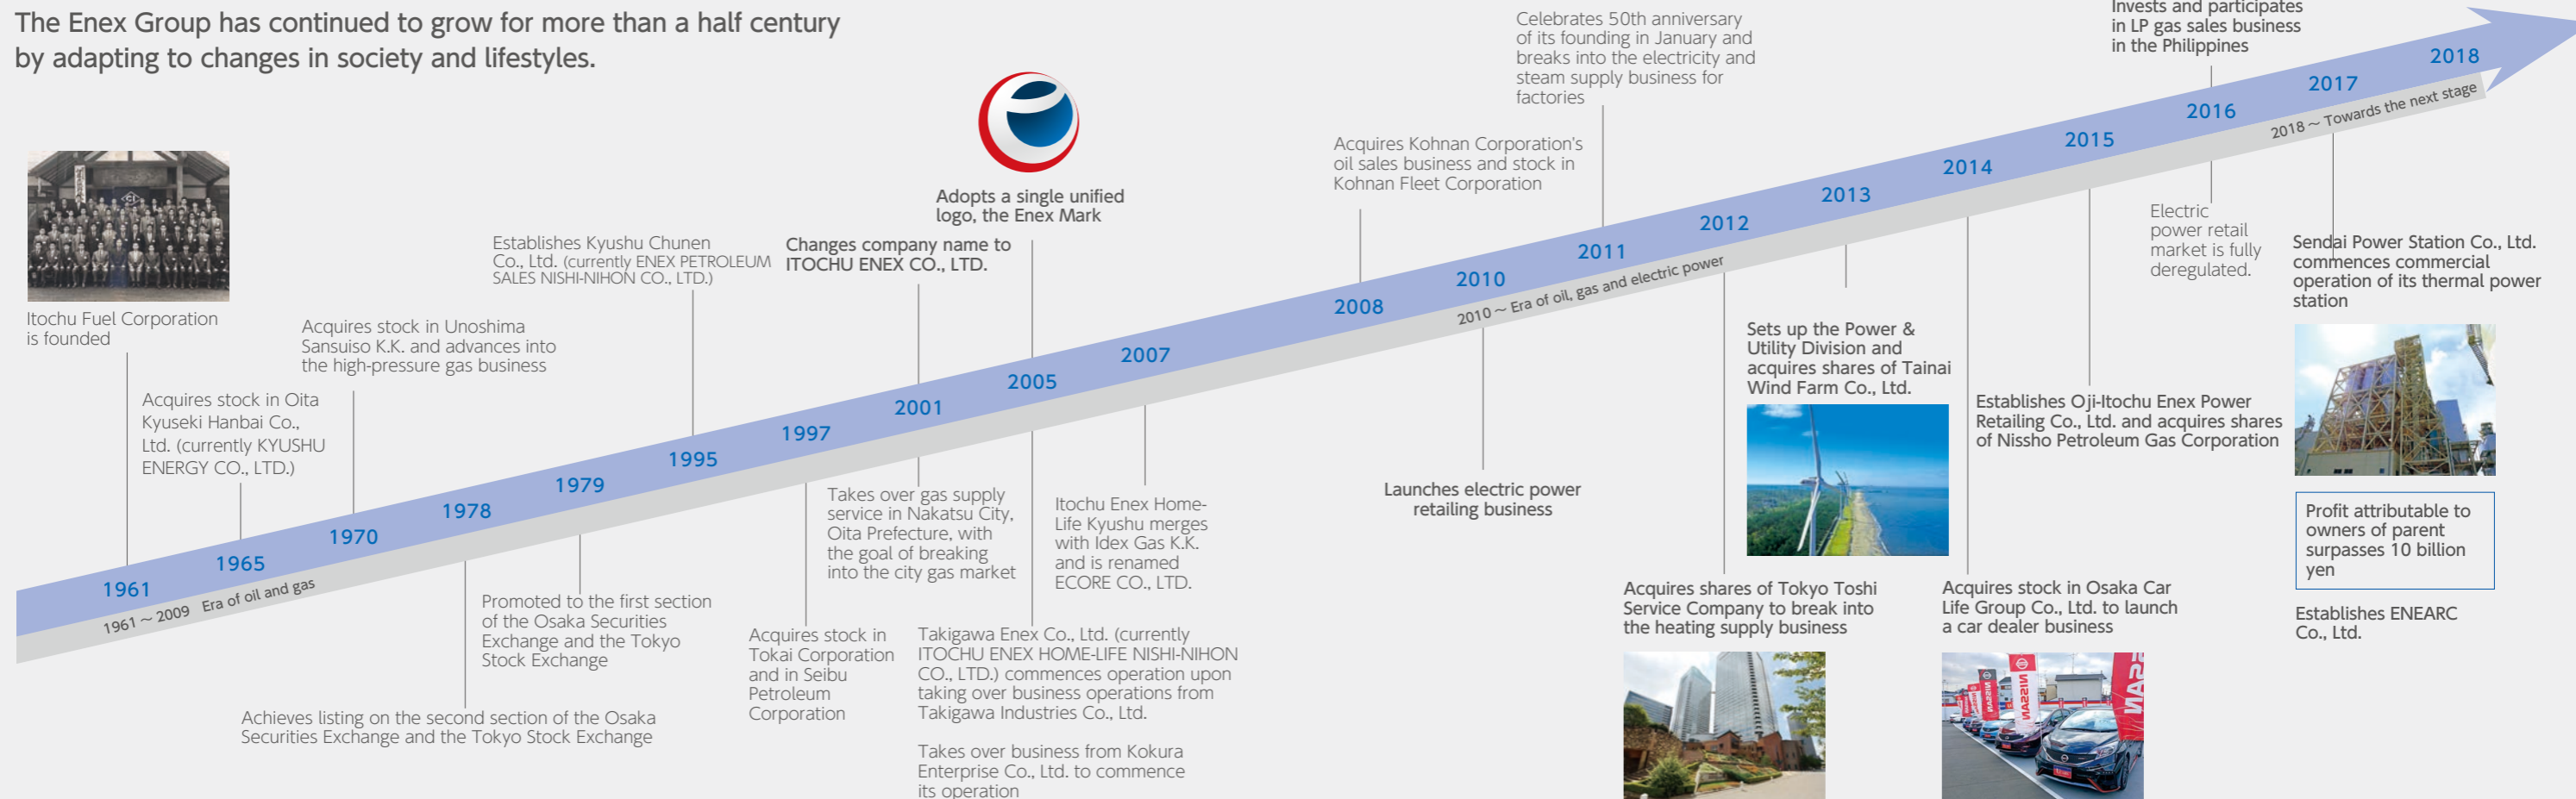 The Enex Group has continued to grow for more than a half century
by adapting to changes in society and lifestyles.
Itochu Fuel Corporation
is founded
1961
Acquires stock in Oita
Kyuseki Hanbai Co.,
Ltd. (currently KYUSHU
ENERGY CO., LTD.)
1965
1961 ~ 2009 Era of oil and gas
Acquires stock in Unoshima
Sansuiso K.K. and advances into
the high-pressure gas business
1970
1978
Achieves listing on the second section of the Osaka
Securities Exchange and the Tokyo Stock Exchange
1979
Promoted to the first section
of the Osaka Securities
Exchange and the Tokyo
Stock Exchange
Establishes Kyushu Chunen
Co., Ltd. (currently ENEX PETROLEUM
SALES NISHI-NIHON CO., LTD.)
1995
1997
Acquires stock in
Tokai Corporation
and in Seibu
Petroleum
Corporation
Changes company name to
ITOCHU ENEX CO., LTD.
2001
Takes over gas supply
service in Nakatsu City,
Oita Prefecture, with
the goal of breaking
into the city gas market
Adopts a single unified
logo, the Enex Mark
2005
Takigawa Enex Co., Ltd. (currently
ITOCHU ENEX HOME-LIFE NISHI-NIHON
CO., LTD.) commences operation upon
taking over business operations from
Takigawa Industries Co., Ltd.
Takes over business from Kokura
Enterprise Co., Ltd. to commence
its operation
2007
Itochu Enex Home-
Life Kyushu merges
with Idex Gas K.K.
and is renamed
ECORE CO., LTD.
Acquires Kohnan Corporation's
oil sales business and stock in
Kohnan Fleet Corporation
2008
2010
2010 ~ Era of oil, gas and electric power
Launches electric power
retailing business
Celebrates 50th anniversary
of its founding in January and
breaks into the electricity and
steam supply business for
factories
2011
2012
Acquires shares of Tokyo Toshi
Service Company to break into
the heating supply business
2013
Sets up the Power &
Utility Division and
acquires shares of Tainai
Wind Farm Co., Ltd.
2014
Acquires stock in Osaka Car
Life Group Co., Ltd. to launch
a car dealer business
NISSAN
NISSAN
2015
Establishes Oji-Itochu Enex Power
Retailing Co., Ltd. and acquires shares
of Nissho Petroleum Gas Corporation
Invests and participates
in LP gas sales business
in the Philippines
2016
Electric
power retail
market is fully
deregulated.
2017
Sendai Power Station Co., Ltd.
commences commercial
operation of its thermal power
station
Profit attributable to
owners of parent
surpasses 10 billion
yen
Establishes ENEARC
Co., Ltd.
2018
2018 ~ Towards the next stage